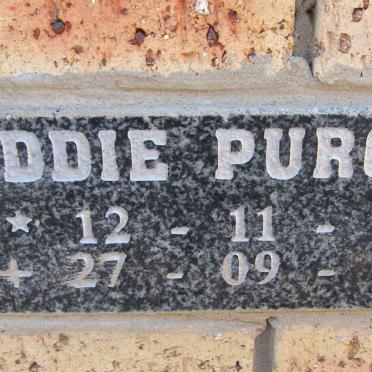 DDIE PUR
* 12 - 11 -
+ 27 - 09 -